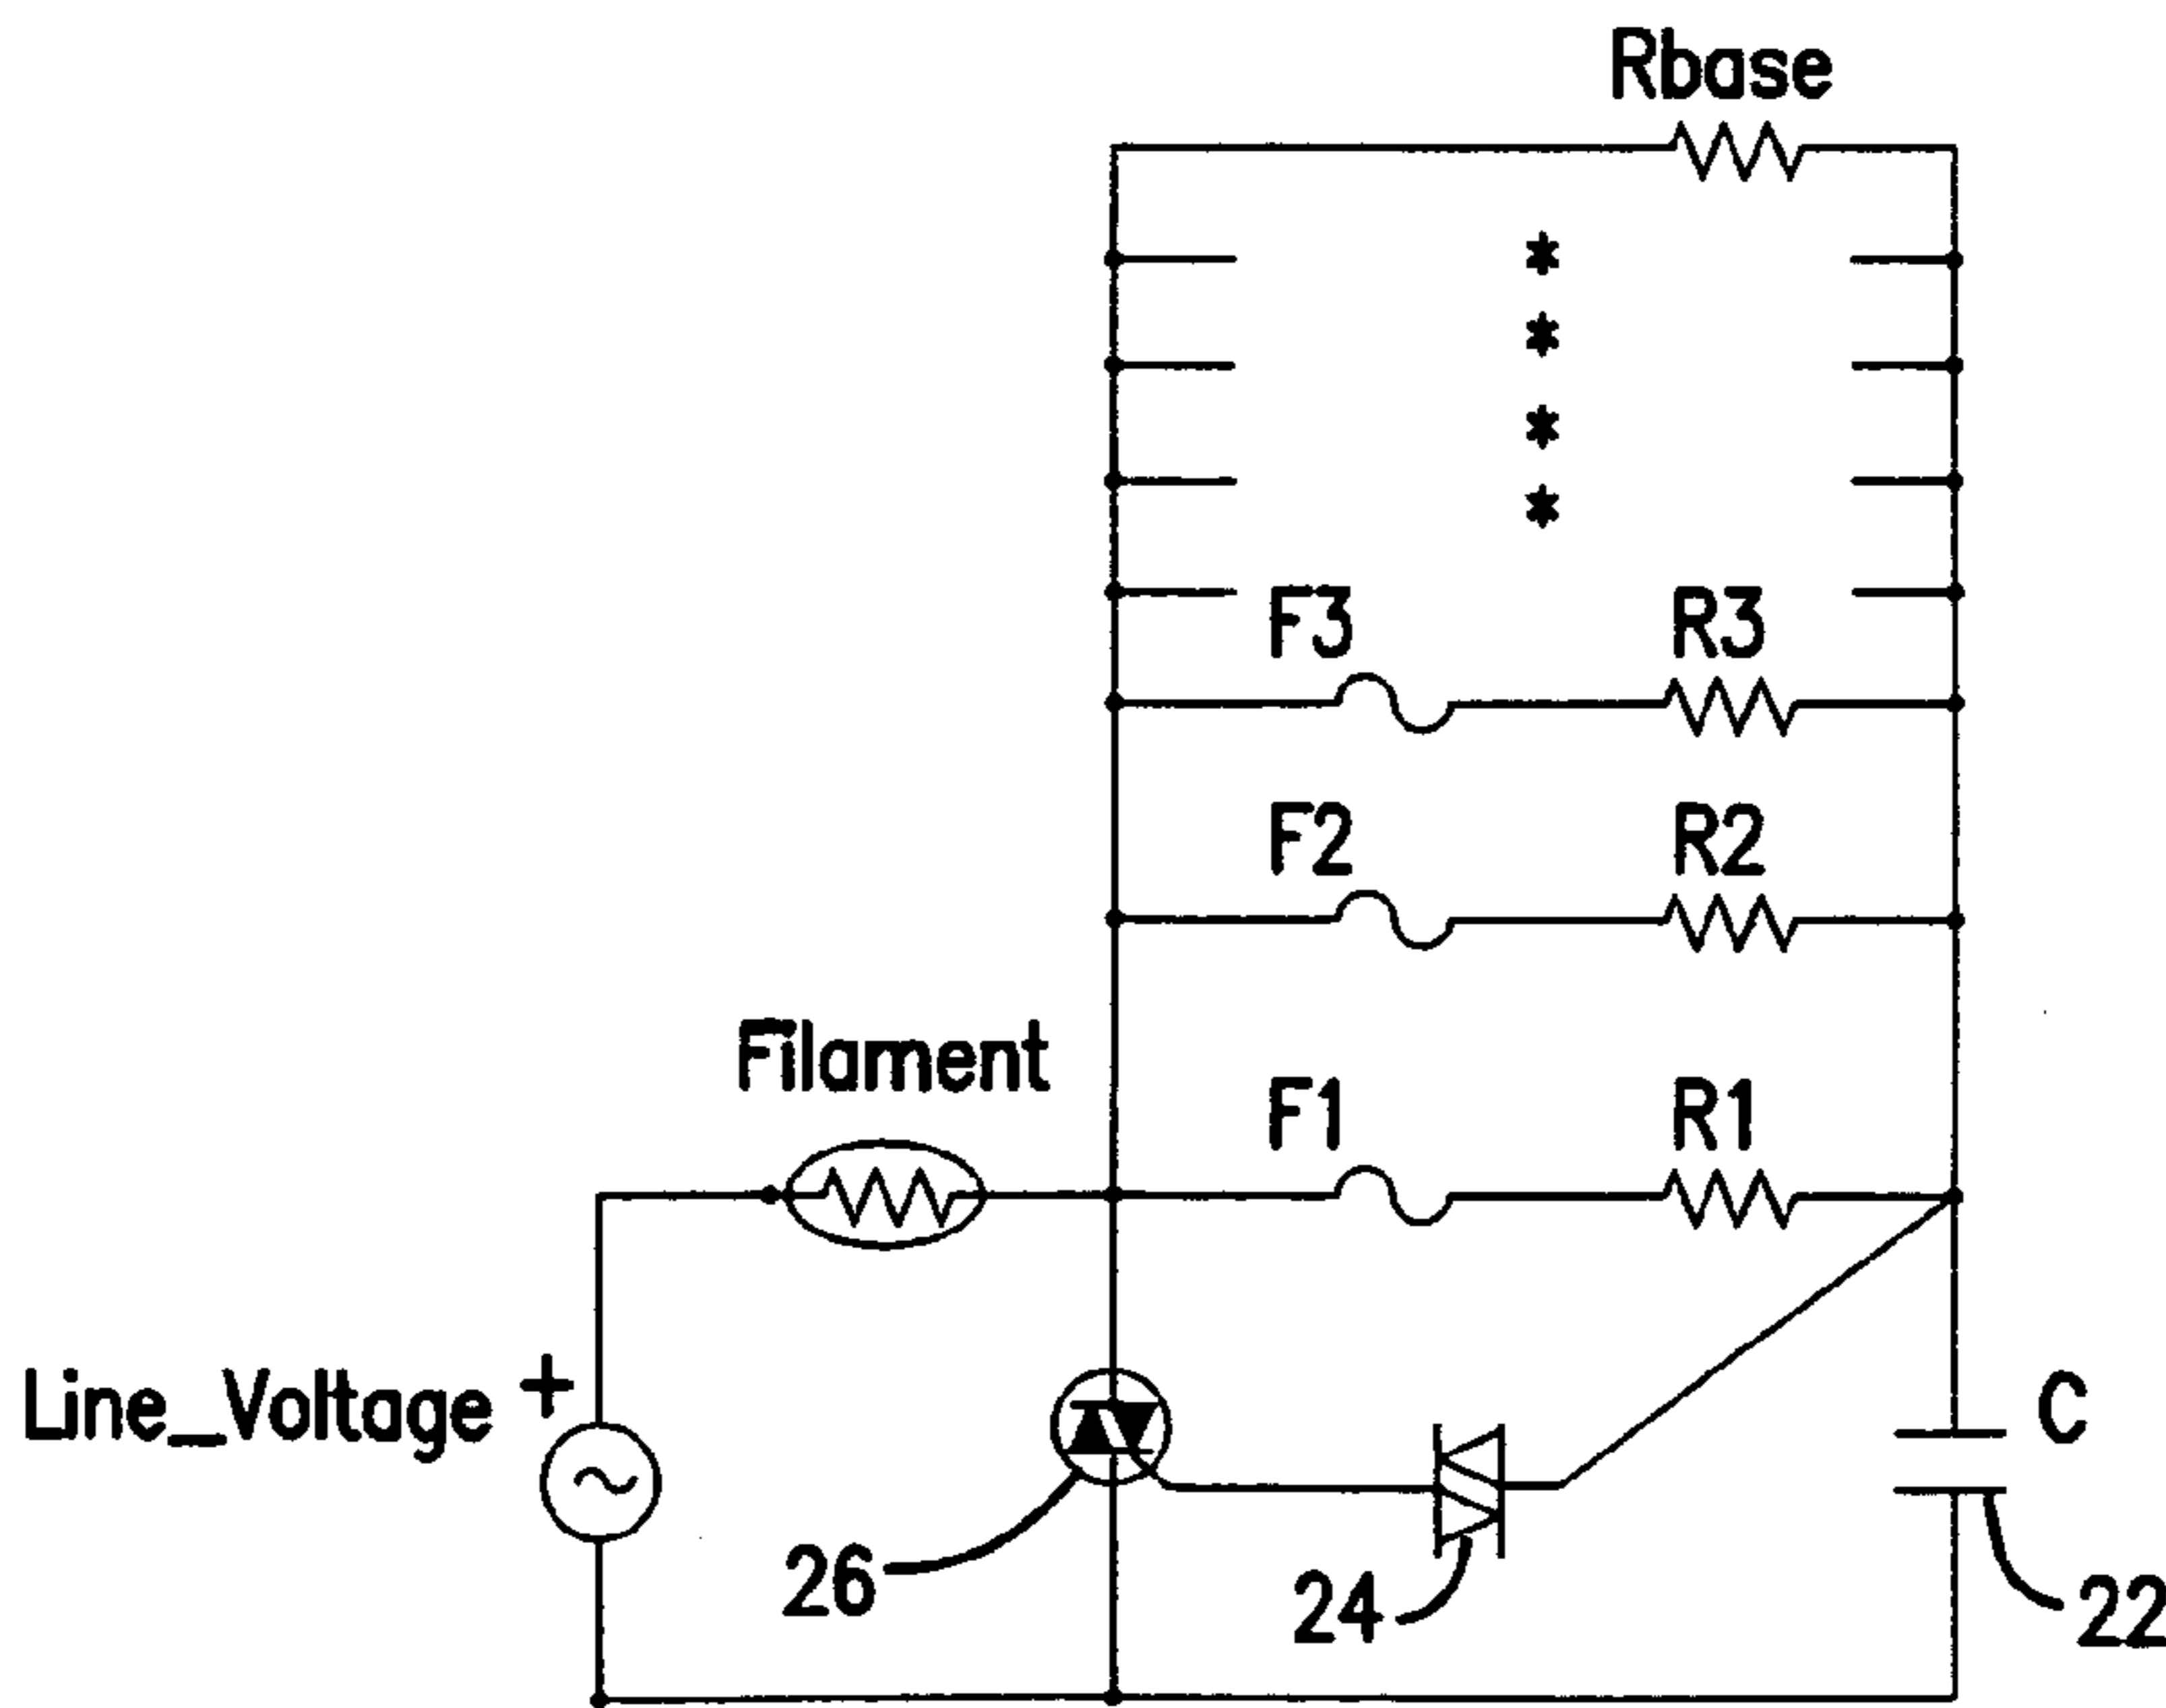 Rbase
*
*
*
*
F3 R3
F2 R2
Filament
F1 R1
Line_Voltage +
C
26
24
22